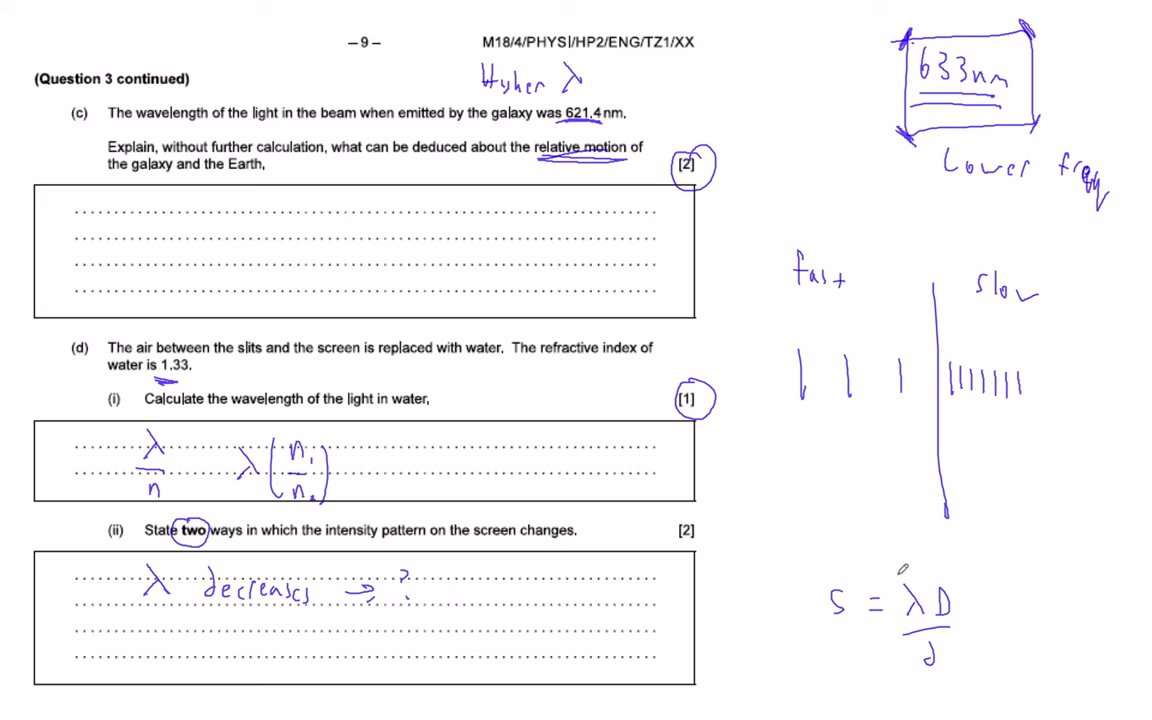 – 9 –
M18/4/PHYSI/HP2/ENG/TZ1/XX
(Question 3 continued)
Higher λ
(c) The wavelength of the light in the beam when emitted by the galaxy was 621.4 nm.
Explain, without further calculation, what can be deduced about the relative motion of
the galaxy and the Earth. [2]
(d) The air between the slits and the screen is replaced with water. The refractive index of
water is 1.33.
(i) Calculate the wavelength of the light in water. [1]
λ/n λ(n₁/n₂)
(ii) State two ways in which the intensity pattern on the screen changes. [2]
λ decreases → ?
633nm
Lower freq
fast slow
S = λD/d